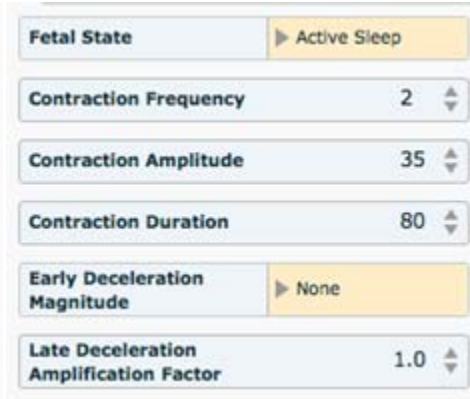 Fetal State Active Sleep
Contraction Frequency 2
Contraction Amplitude 35
Contraction Duration 80
Early Deceleration
Magnitude None
Late Deceleration
Amplification Factor 1.0